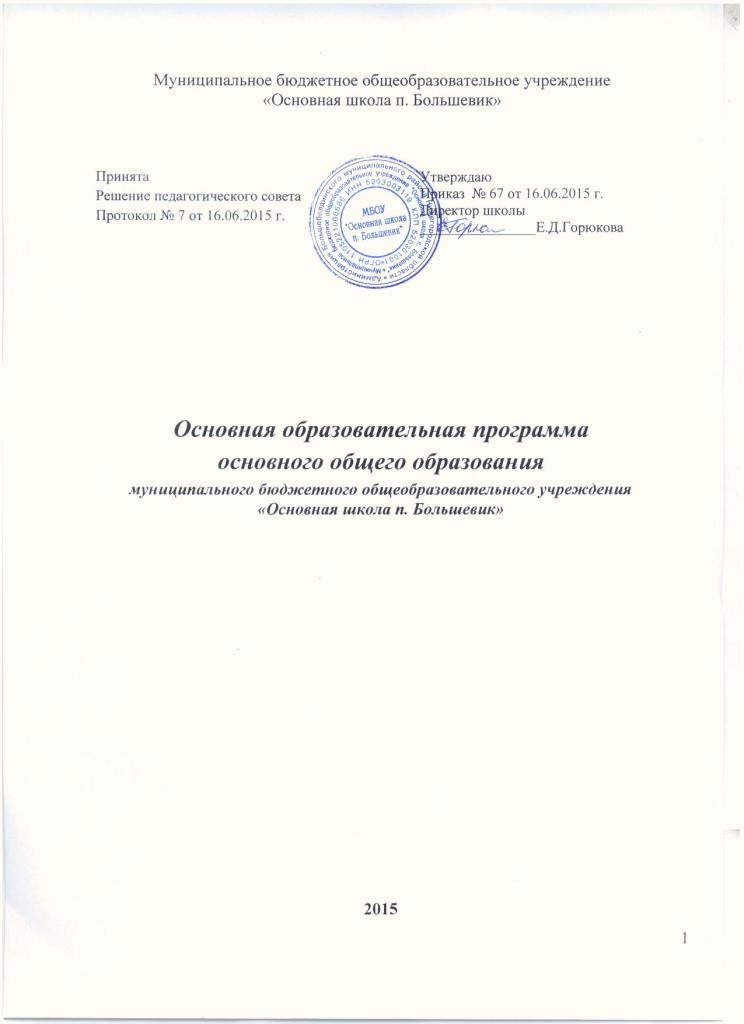 Муниципальное бюджетное общеобразовательное учреждение
«Основная школа п. Большевик»
Принята
Решение педагогического совета
Протокол № 7 от 16.06.2015 г.
Утверждаю
Приказ № 67 от 16.06.2015 г.
Директор школы
Е.Д.Горюкова
МБОУ
"Основная школа
п. Большевик"
Основная образовательная программа
основного общего образования
муниципального бюджетного общеобразовательного учреждения
«Основная школа п. Большевик»
2015
1